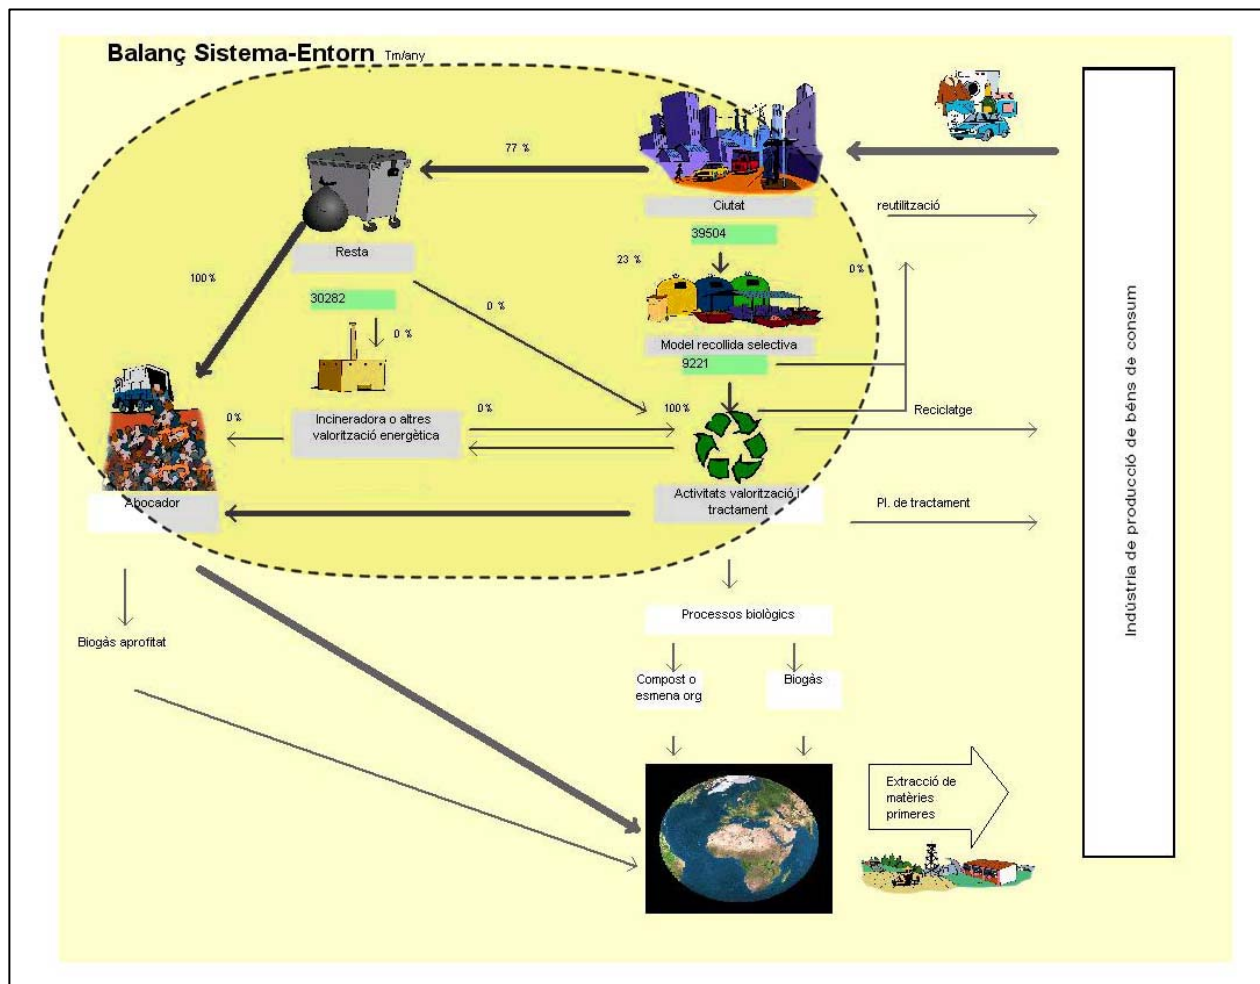 Balanç Sistema-Entorn Tm/any
77 %
Ciutat
39504
reutilització
Resta
30282
100%
23 %
0%
0 %
0 %
Model recollida selectiva
9221
Incineradora o altres
valorització energètica
0%
0%
100%
Reciclatge
Abocador
Activitats valorització i
tractament
Pl. de tractament
Indústria de producció de béns de consum
Biogàs aprofitat
Processos biològics
Compost o
esmena org
Biogàs
Extracció de
matèries
primeres